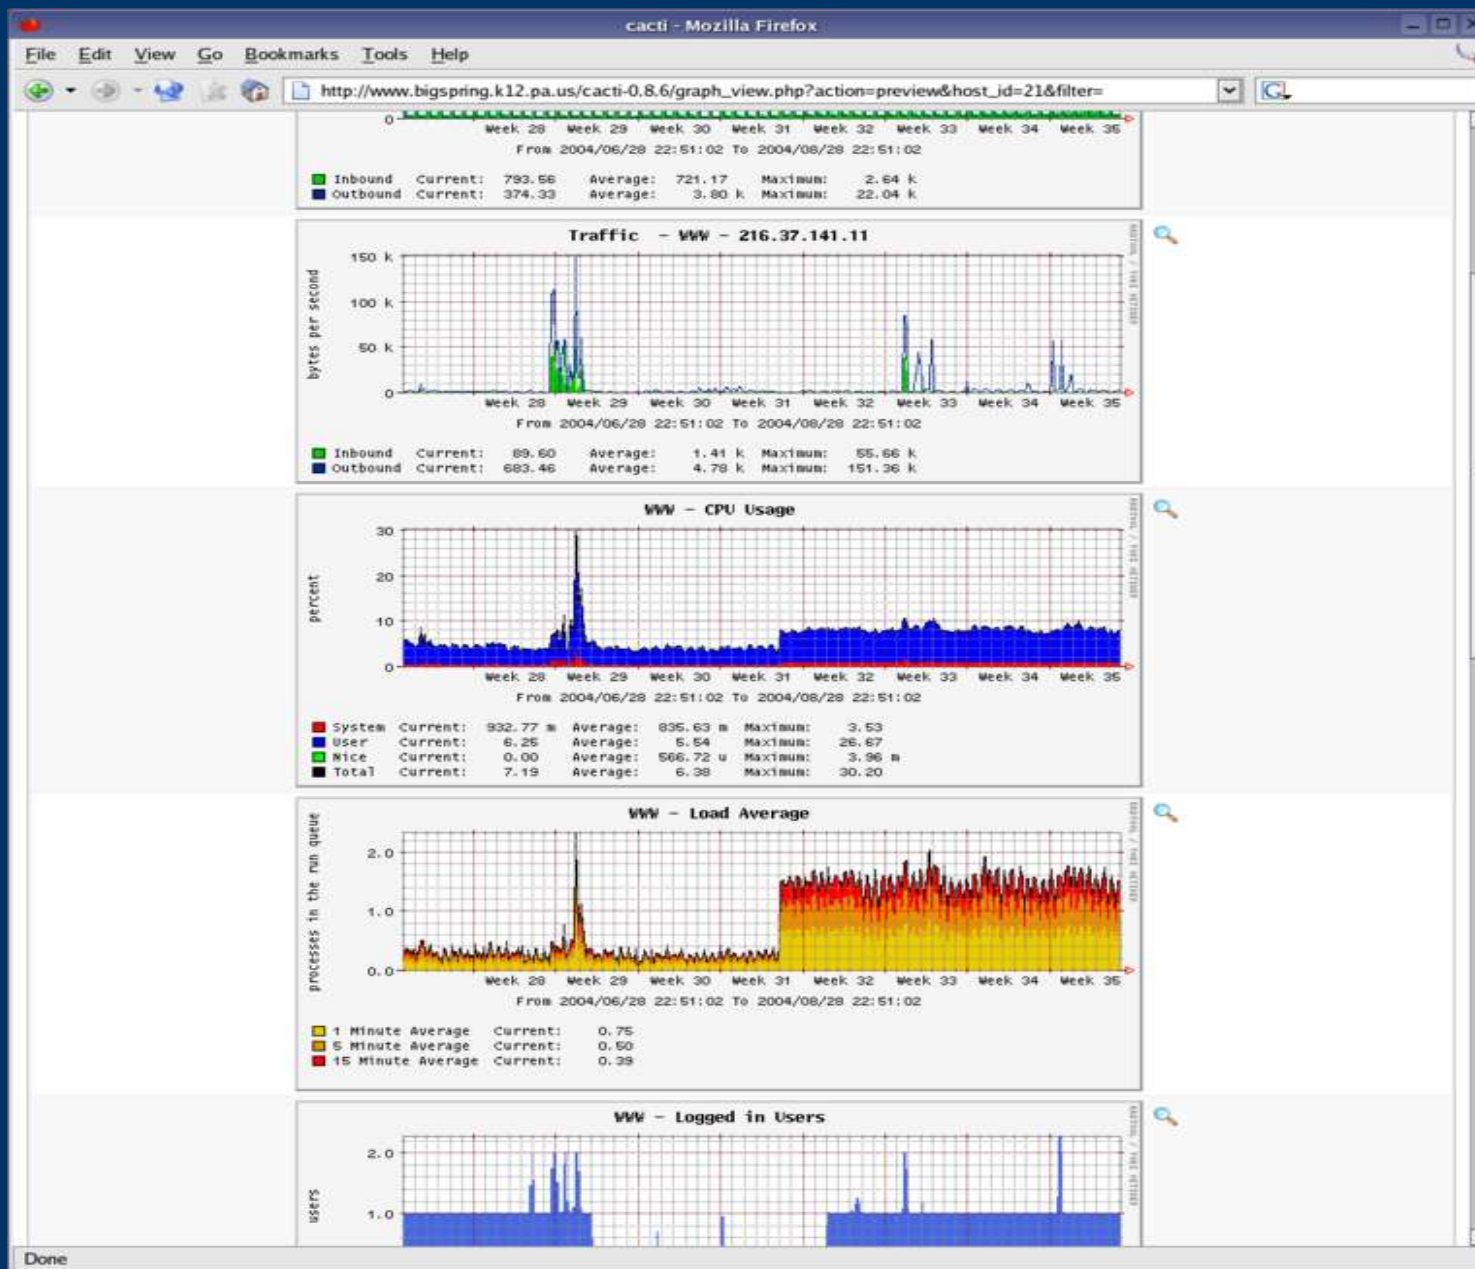 cacti - Mozilla Firefox
File Edit View Go Bookmarks Tools Help
http://www.bigspring.k12.pa.us/cacti-0.8.6/graph_view.php?action=preview&host_id=21&filter=
0
Week 28 Week 29 Week 30 Week 31 Week 32 Week 33 Week 34 Week 35
From 2004/06/28 22:51:02 To 2004/08/28 22:51:02
Inbound Current: 793.56 Average: 721.17 Maximum: 2.64 k
Outbound Current: 374.33 Average: 3.80 k Maximum: 22.04 k
Traffic - WWW - 216.37.141.11
bytes per second
150 k
100 k
50 k
0
Week 28 Week 29 Week 30 Week 31 Week 32 Week 33 Week 34 Week 35
From 2004/06/28 22:51:02 To 2004/08/28 22:51:02
Inbound Current: 89.60 Average: 1.41 k Maximum: 55.66 k
Outbound Current: 683.46 Average: 4.78 k Maximum: 151.36 k
WWW - CPU Usage
percent
30
20
10
0
Week 28 Week 29 Week 30 Week 31 Week 32 Week 33 Week 34 Week 35
From 2004/06/28 22:51:02 To 2004/08/28 22:51:02
System Current: 932.77 m Average: 835.63 m Maximum: 3.53
User Current: 6.25 Average: 5.54 Maximum: 26.67
Nice Current: 0.00 Average: 566.72 u Maximum: 3.96 m
Total Current: 7.19 Average: 6.38 Maximum: 30.20
WWW - Load Average
processes in the run queue
2.0
1.0
0.0
Week 28 Week 29 Week 30 Week 31 Week 32 Week 33 Week 34 Week 35
From 2004/06/28 22:51:02 To 2004/08/28 22:51:02
1 Minute Average Current: 0.75
5 Minute Average Current: 0.50
15 Minute Average Current: 0.39
WWW - Logged in Users
users
2.0
1.0
Done